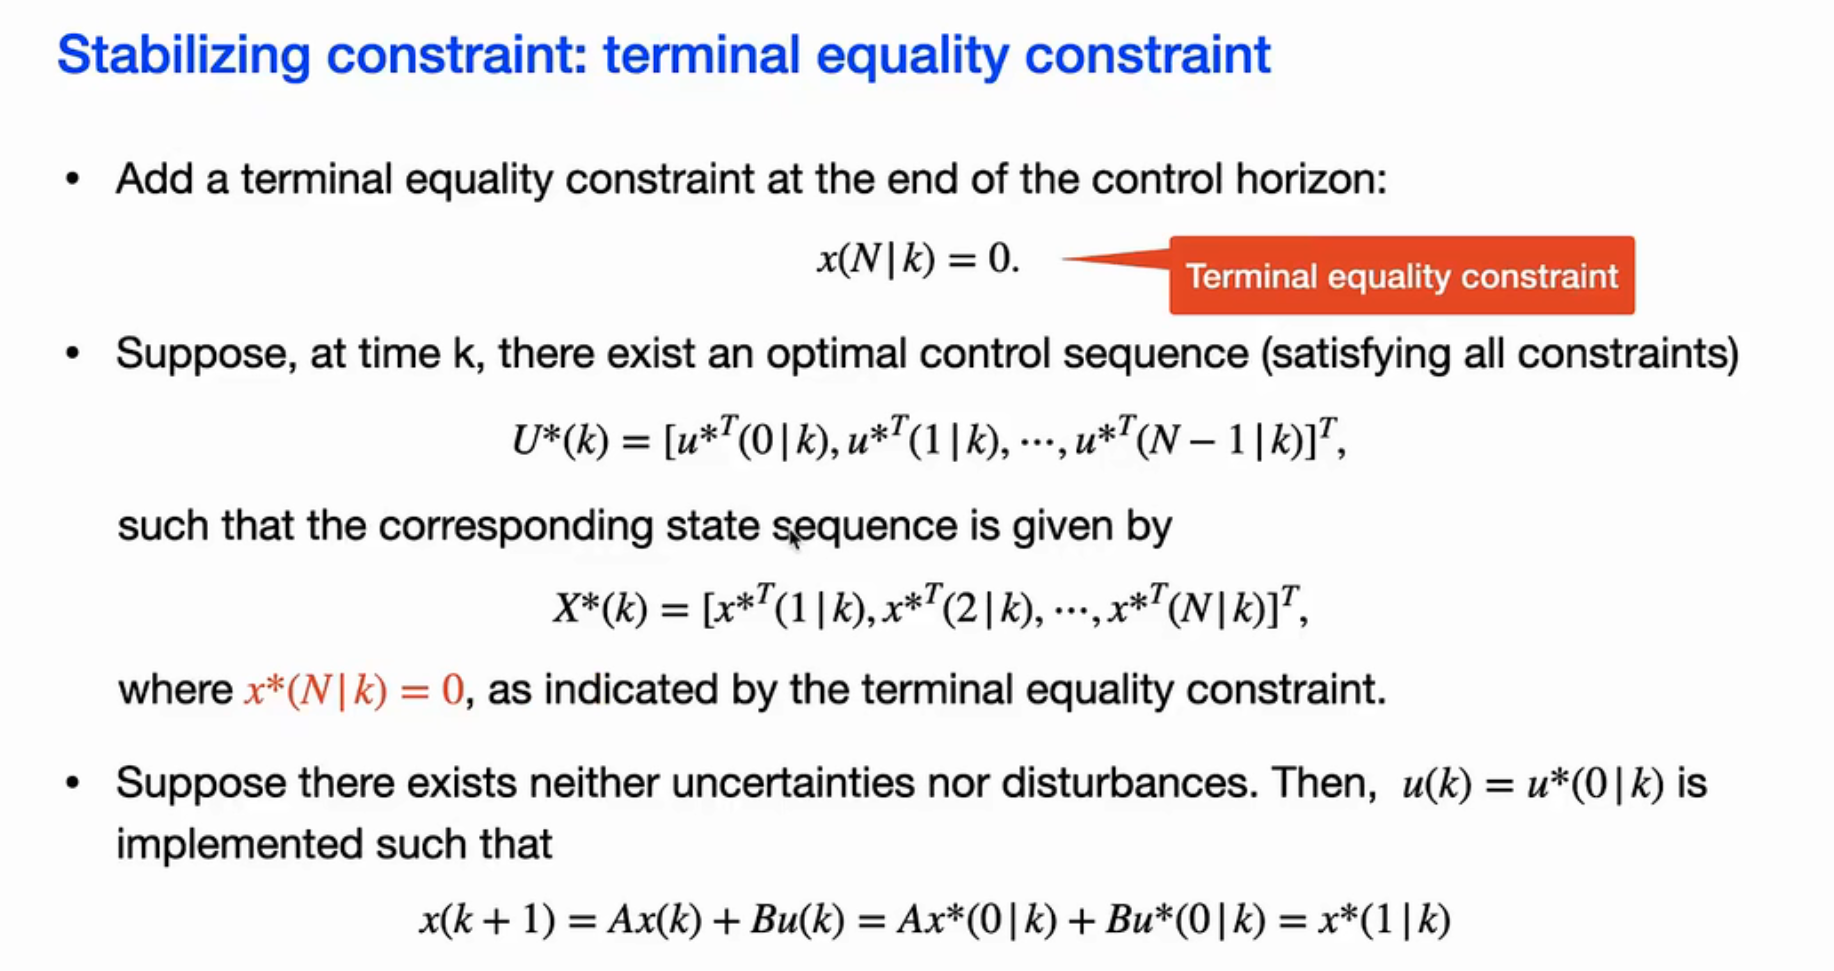 Stabilizing constraint: terminal equality constraint
• Add a terminal equality constraint at the end of the control horizon:
x(N|k) = 0.
Terminal equality constraint
• Suppose, at time k, there exist an optimal control sequence (satisfying all constraints)
U*(k) = [u*ᵀ(0|k), u*ᵀ(1|k), ⋯, u*ᵀ(N − 1|k)]ᵀ,
such that the corresponding state sequence is given by
X*(k) = [x*ᵀ(1|k), x*ᵀ(2|k), ⋯, x*ᵀ(N|k)]ᵀ,
where x*(N|k) = 0, as indicated by the terminal equality constraint.
• Suppose there exists neither uncertainties nor disturbances. Then, u(k) = u*(0|k) is
implemented such that
x(k + 1) = Ax(k) + Bu(k) = Ax*(0|k) + Bu*(0|k) = x*(1|k)